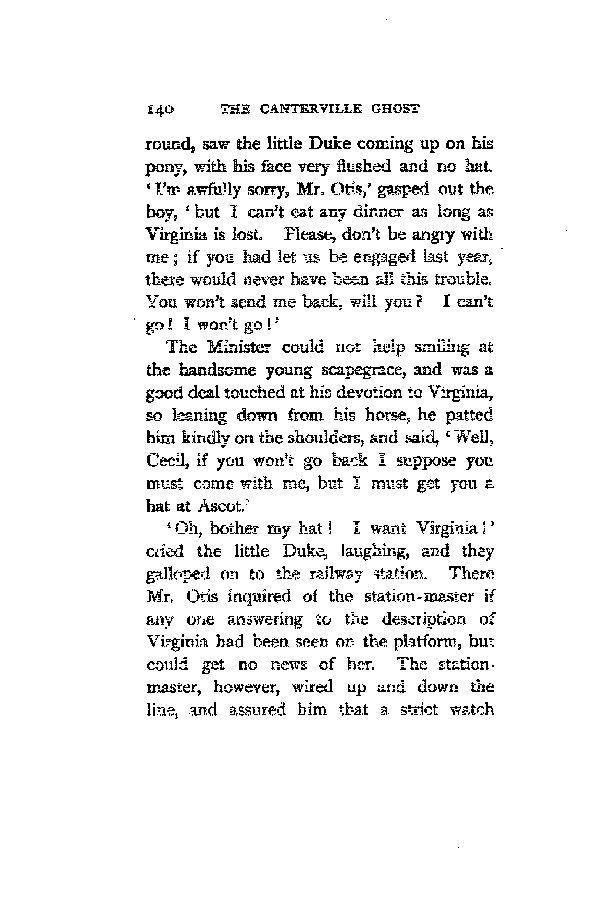 140 THE CANTERVILLE GHOST
round, saw the little Duke coming up on his
pony, with his face very flushed and no hat.
‘I'm awfully sorry, Mr. Otis,’ gasped out the
boy, ‘but I can't eat any dinner as long as
Virginia is lost. Please, don't be angry with
me; if you had let us be engaged last year,
there would never have been all this trouble.
You won't send me back, will you? I can't
go! I won't go!’
The Minister could not help smiling at
the handsome young scapegrace, and was a
good deal touched at his devotion to Virginia,
so leaning down from his horse, he patted
him kindly on the shoulders, and said, ‘Well,
Cecil, if you won't go back I suppose you
must come with me, but I must get you a
hat at Ascot.’
‘Oh, bother my hat! I want Virginia!’
cried the little Duke, laughing, and they
galloped on to the railway station. There
Mr. Otis inquired of the station-master if
any one answering to the description of
Virginia had been seen on the platform, but
could get no news of her. The station-
master, however, wired up and down the
line, and assured him that a strict watch